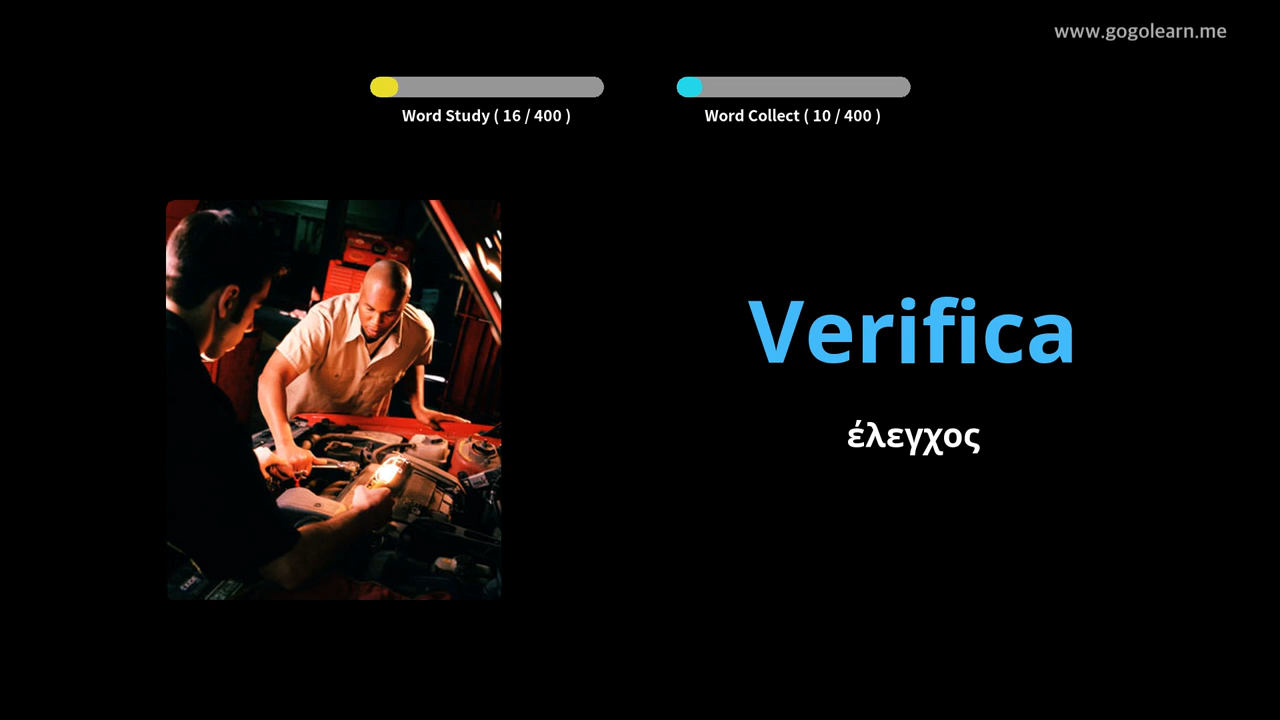 www.gogolearn.me
Word Study ( 16 / 400 )
Word Collect ( 10 / 400 )
Verifica
έλεγχος